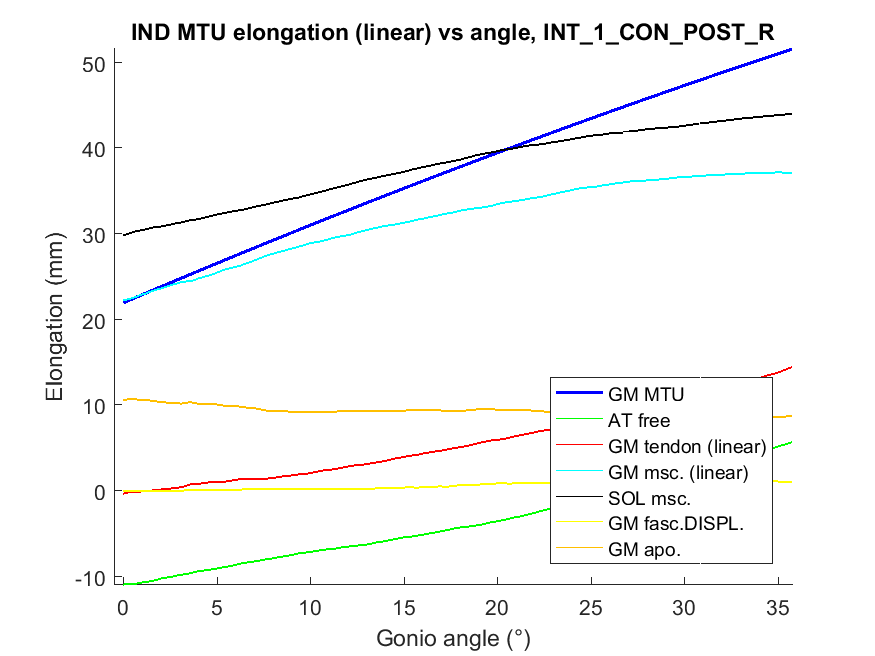 IND MTU elongation (linear) vs angle, INT_1_CON_POST_R
50
40
30
20
10
0
-10
Elongation (mm)
GM MTU
AT free
GM tendon (linear)
GM msc. (linear)
SOL msc.
GM fasc.DISPL.
GM apo.
0 5 10 15 20 25 30 35
Gonio angle (°)